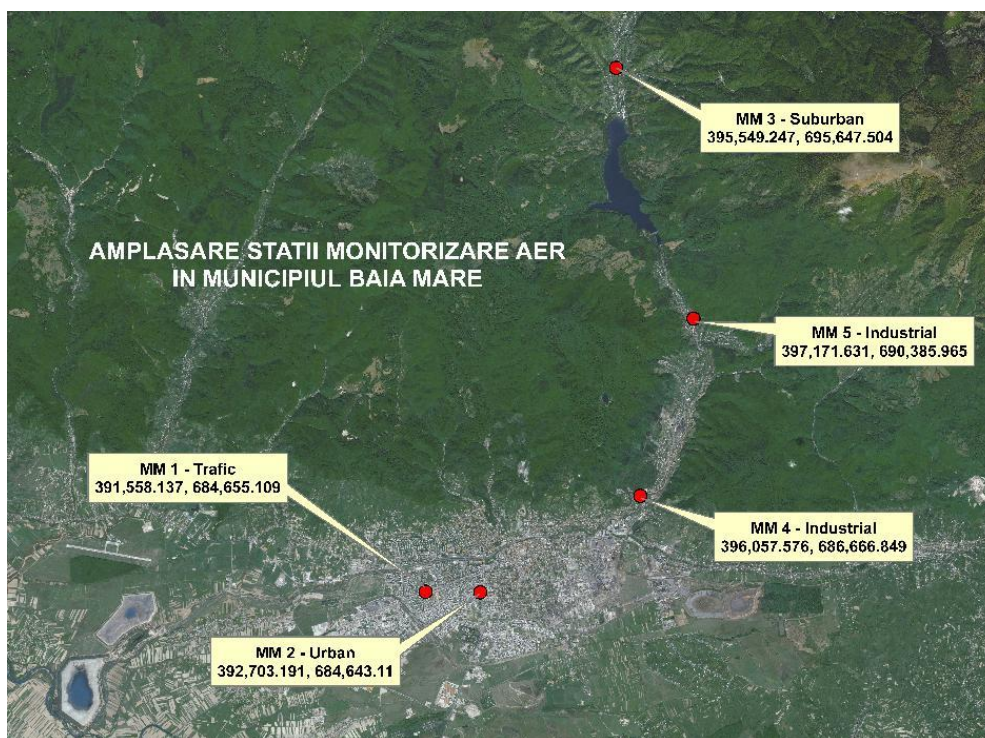 MM 3 - Suburban
395,549.247, 695,647.504
AMPLASARE STATII MONITORIZARE AER
IN MUNICIPIUL BAIA MARE
MM 5 - Industrial
397,171.631, 690,385.965
MM 1 - Trafic
391,558.137, 684,655.109
MM 4 - Industrial
396,057.576, 686,666.849
MM 2 - Urban
392,703.191, 684,643.11